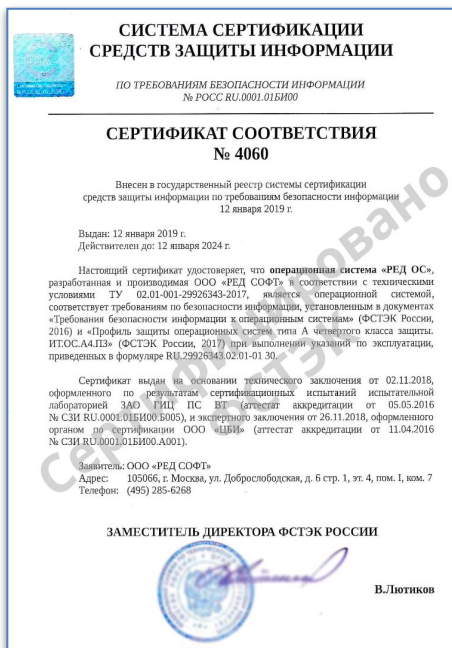 СИСТЕМА СЕРТИФИКАЦИИ
СРЕДСТВ ЗАЩИТЫ ИНФОРМАЦИИ
ПО ТРЕБОВАНИЯМ БЕЗОПАСНОСТИ ИНФОРМАЦИИ
№ РОСС RU.0001.01БИ00
СЕРТИФИКАТ СООТВЕТСТВИЯ
№ 4060
Внесен в государственный реестр системы сертификации
средств защиты информации по требованиям безопасности информации
12 января 2019 г.
Выдан: 12 января 2019 г.
Действителен до: 12 января 2024 г.
Настоящий сертификат удостоверяет, что операционная система «РЕД ОС»,
разработанная и производимая ООО «РЕД СОФТ» в соответствии с техническими
условиями ТУ 02.01-001-29926343-2017, является операционной системой,
соответствует требованиям по безопасности информации, установленным в документах
«Требования безопасности информации к операционным системам» (ФСТЭК России,
2016) и «Профиль защиты операционных систем типа А четвертого класса защиты.
ИТ.ОС.А4.ПЗ» (ФСТЭК России, 2017) при выполнении указаний по эксплуатации,
приведенных в формуляре RU.29926343.02.01-01 30.
Сертификат выдан на основании технического заключения от 02.11.2018,
оформленного по результатам сертификационных испытаний испытательной
лабораторией ЗАО ГИЦ ПС ВТ (аттестат аккредитации от 05.05.2016
№ СЗИ RU.0001.01БИ00.Б005), и экспертного заключения от 26.11.2018, оформленного
органом по сертификации ООО «ЦБИ» (аттестат аккредитации от 11.04.2016
№ СЗИ RU.0001.01БИ00.А001).
Заявитель: ООО «РЕД СОФТ»
Адрес: 105066, г. Москва, ул. Доброслободская, д. 6 стр. 1, эт. 4, пом. I, ком. 7
Телефон: (495) 285-6268
Сертифицировано
ФСТЭК
ЗАМЕСТИТЕЛЬ ДИРЕКТОРА ФСТЭК РОССИИ
В.Лютиков